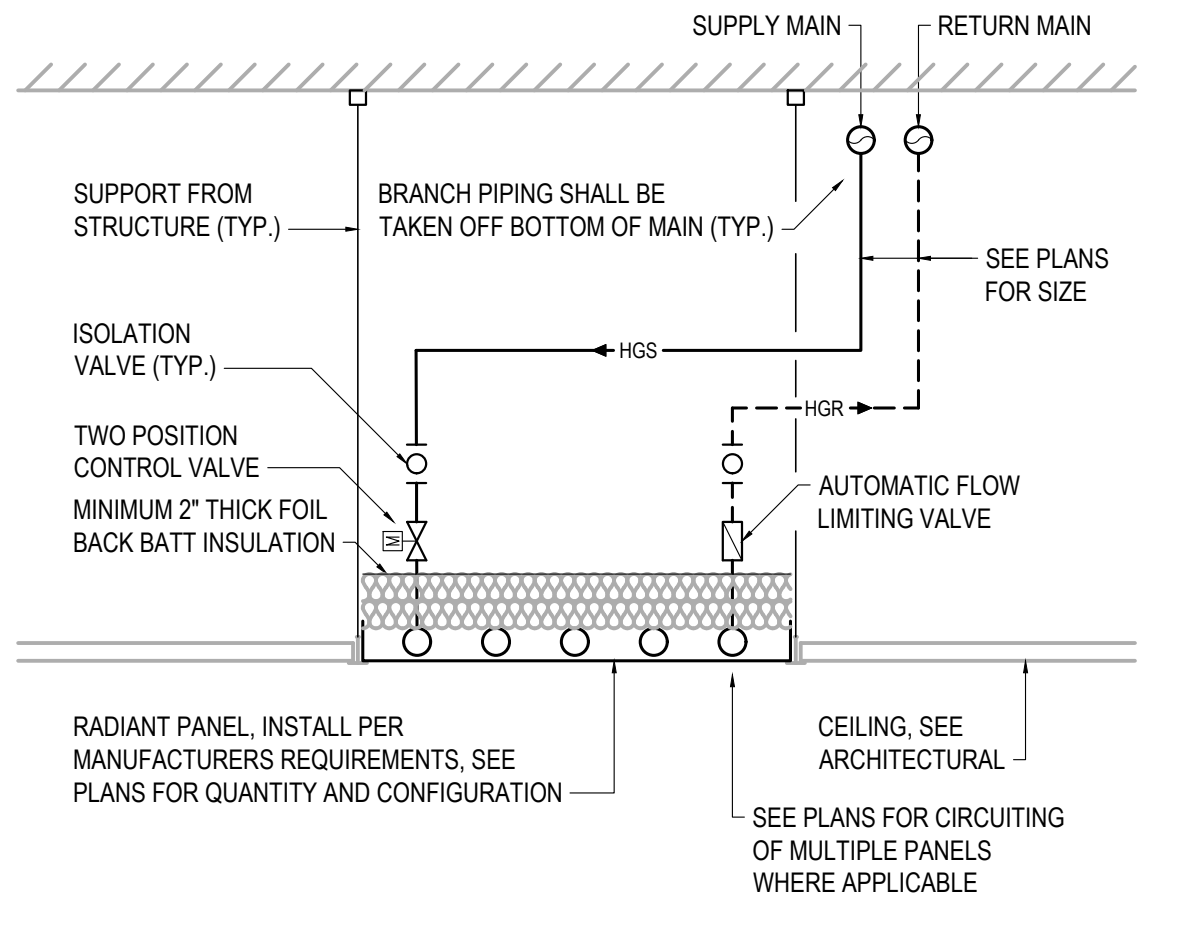 SUPPLY MAIN
RETURN MAIN
SUPPORT FROM
STRUCTURE (TYP.)
BRANCH PIPING SHALL BE
TAKEN OFF BOTTOM OF MAIN (TYP.)
SEE PLANS
FOR SIZE
ISOLATION
VALVE (TYP.)
HGS
HGR
TWO POSITION
CONTROL VALVE
MINIMUM 2" THICK FOIL
BACK BATT INSULATION
M
AUTOMATIC FLOW
LIMITING VALVE
RADIANT PANEL, INSTALL PER
MANUFACTURERS REQUIREMENTS, SEE
PLANS FOR QUANTITY AND CONFIGURATION
CEILING, SEE
ARCHITECTURAL
SEE PLANS FOR CIRCUITING
OF MULTIPLE PANELS
WHERE APPLICABLE